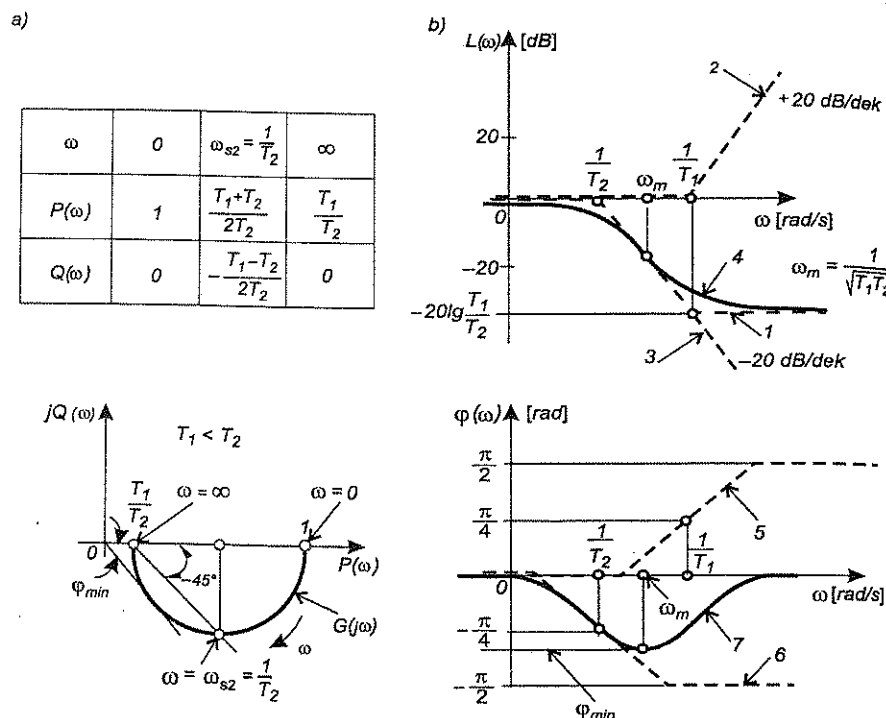 a)
ω 0 ω_s2 = 1/T_2 ∞
P(ω) 1 (T_1+T_2)/(2T_2) T_1/T_2
Q(ω) 0 -(T_1-T_2)/(2T_2) 0
jQ(ω)
T_1 < T_2
T_1/T_2
ω = ∞
ω = 0
1
0
P(ω)
-45°
φ_min
G(jω)
ω
ω = ω_s2 = 1/T_2
b)
L(ω) [dB]
2
+20 dB/dek
20
1/T_2
ω_m
1/T_1
0
ω [rad/s]
4
-20
ω_m = 1/√(T_1T_2
-20lg T_1/T_2
1
3
-20 dB/dek
φ(ω) [rad]
π/2
5
π/4
1/T_2
1/T_1
0
ω_m
ω [rad/s]
-π/4
7
6
-π/2
φ_min